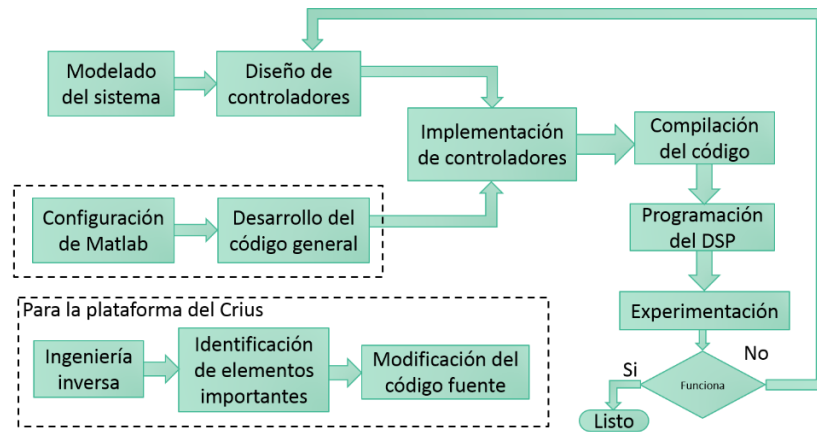 Modelado
del sistema
Diseño de
controladores
Implementación
de controladores
Compilación
del código
Configuración
de Matlab
Desarrollo del
código general
Programación
del DSP
Experimentación
Para la plataforma del Crius
Ingeniería
inversa
Identificación
de elementos
importantes
Modificación del
código fuente
Si
No
Funciona
Listo